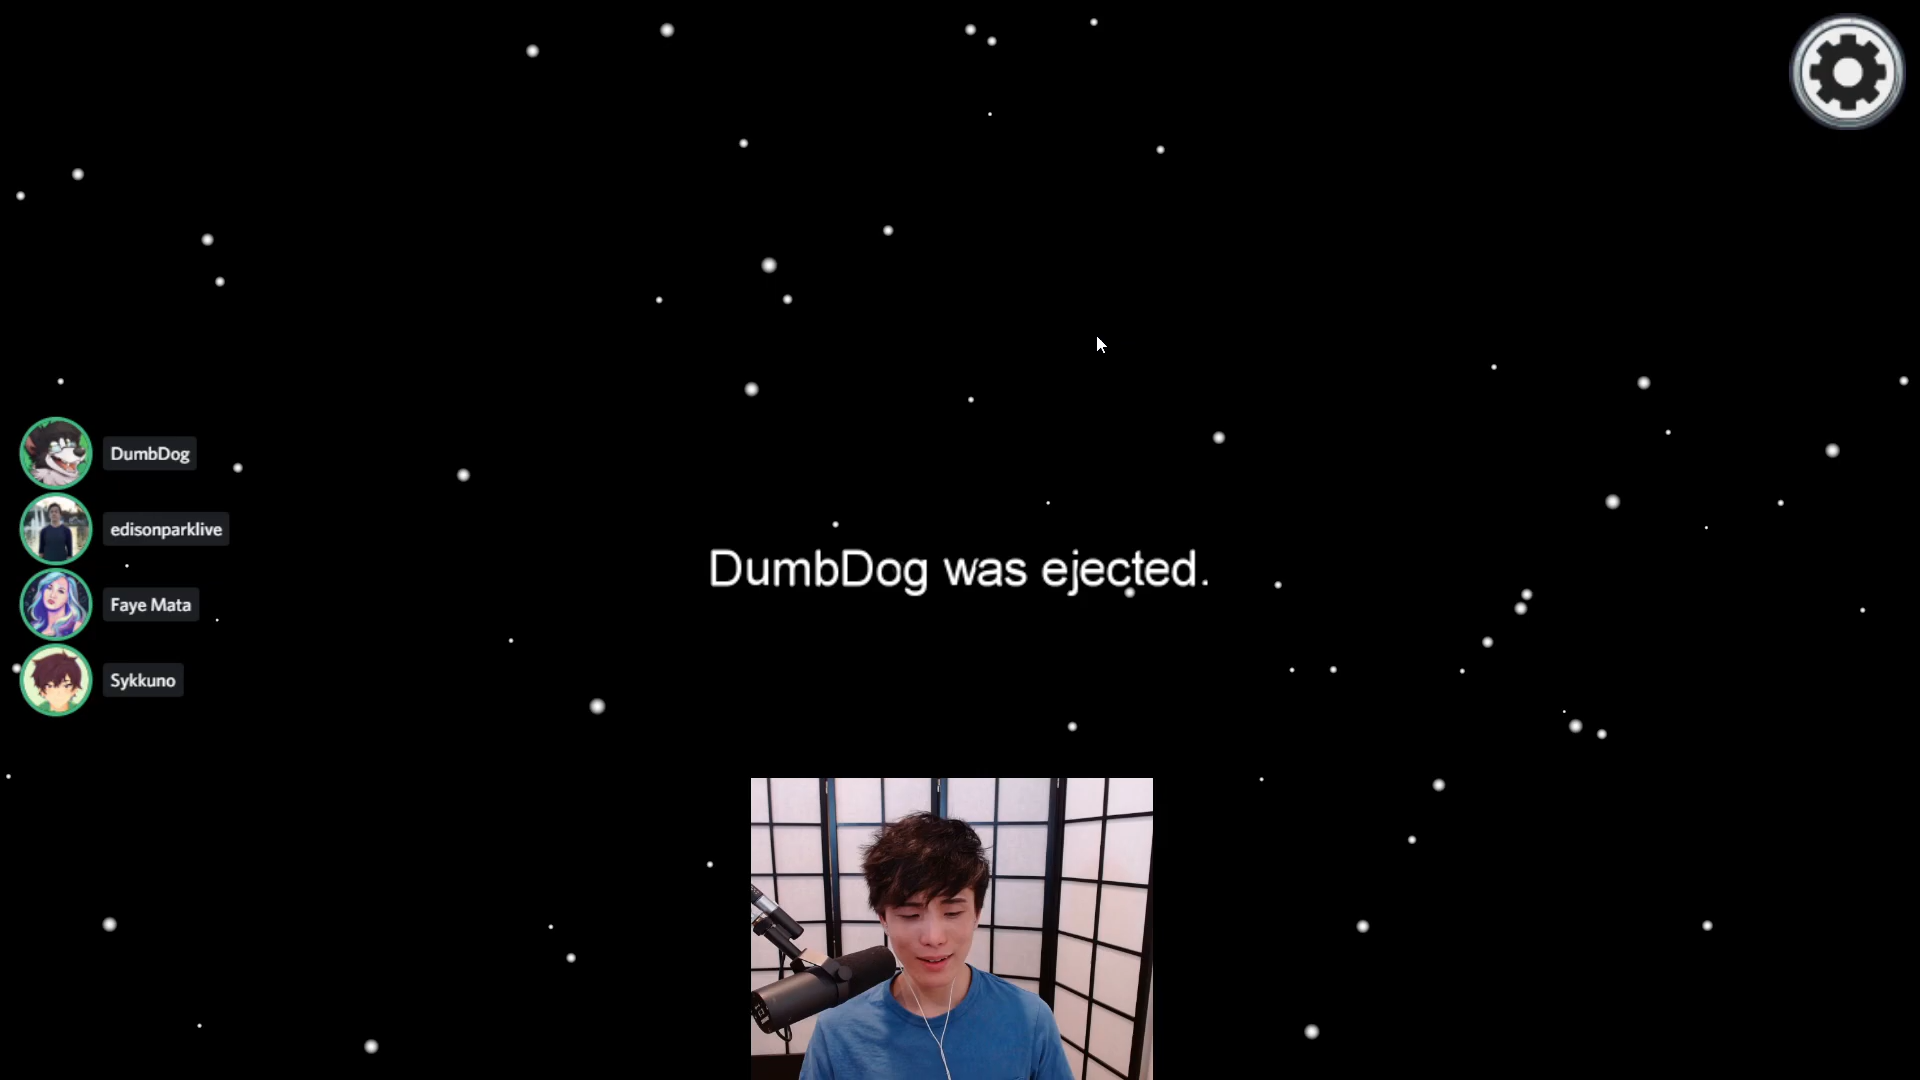 DumbDog
edisonparklive
DumbDog was ejected.
Faye Mata
Sykkuno